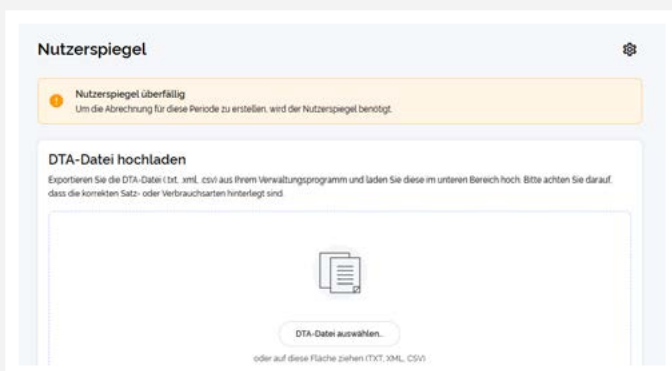 Nutzerspiegel
Nutzerspiegel überfällig
Um die Abrechnung für diese Periode zu erstellen, wird der Nutzerspiegel benötigt.
DTA-Datei hochladen
Exportieren Sie die DTA-Datei (.txt, .xml, .csv) aus Ihrem Verwaltungsprogramm und laden Sie diese im unteren Bereich hoch. Bitte achten Sie darauf,
dass die korrekten Satz- oder Verbrauchsarten hinterlegt sind.
DTA-Datei auswählen...
oder auf diese Fläche ziehen (TXT, XML, CSV)